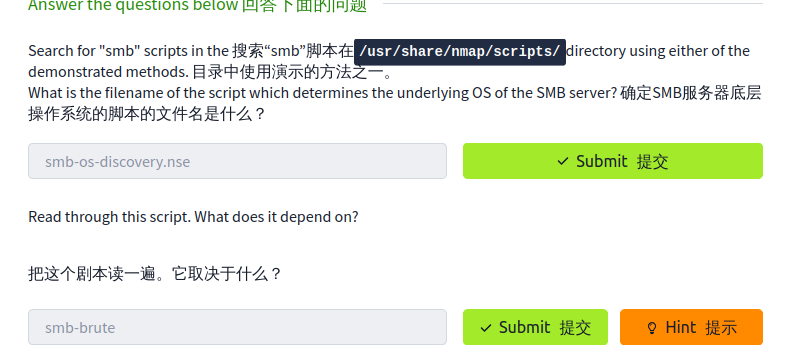 Answer the questions below 回答下面的问题
Search for "smb" scripts in the 搜索“smb”脚本在 /usr/share/nmap/scripts/ directory using either of the
demonstrated methods. 目录中使用演示的方法之一。
What is the filename of the script which determines the underlying OS of the SMB server? 确定SMB服务器底层
操作系统的脚本的文件名是什么？
smb-os-discovery.nse
Submit 提交
Read through this script. What does it depend on?
把这个剧本读一遍。它取决于什么？
smb-brute
Submit 提交
Hint 提示